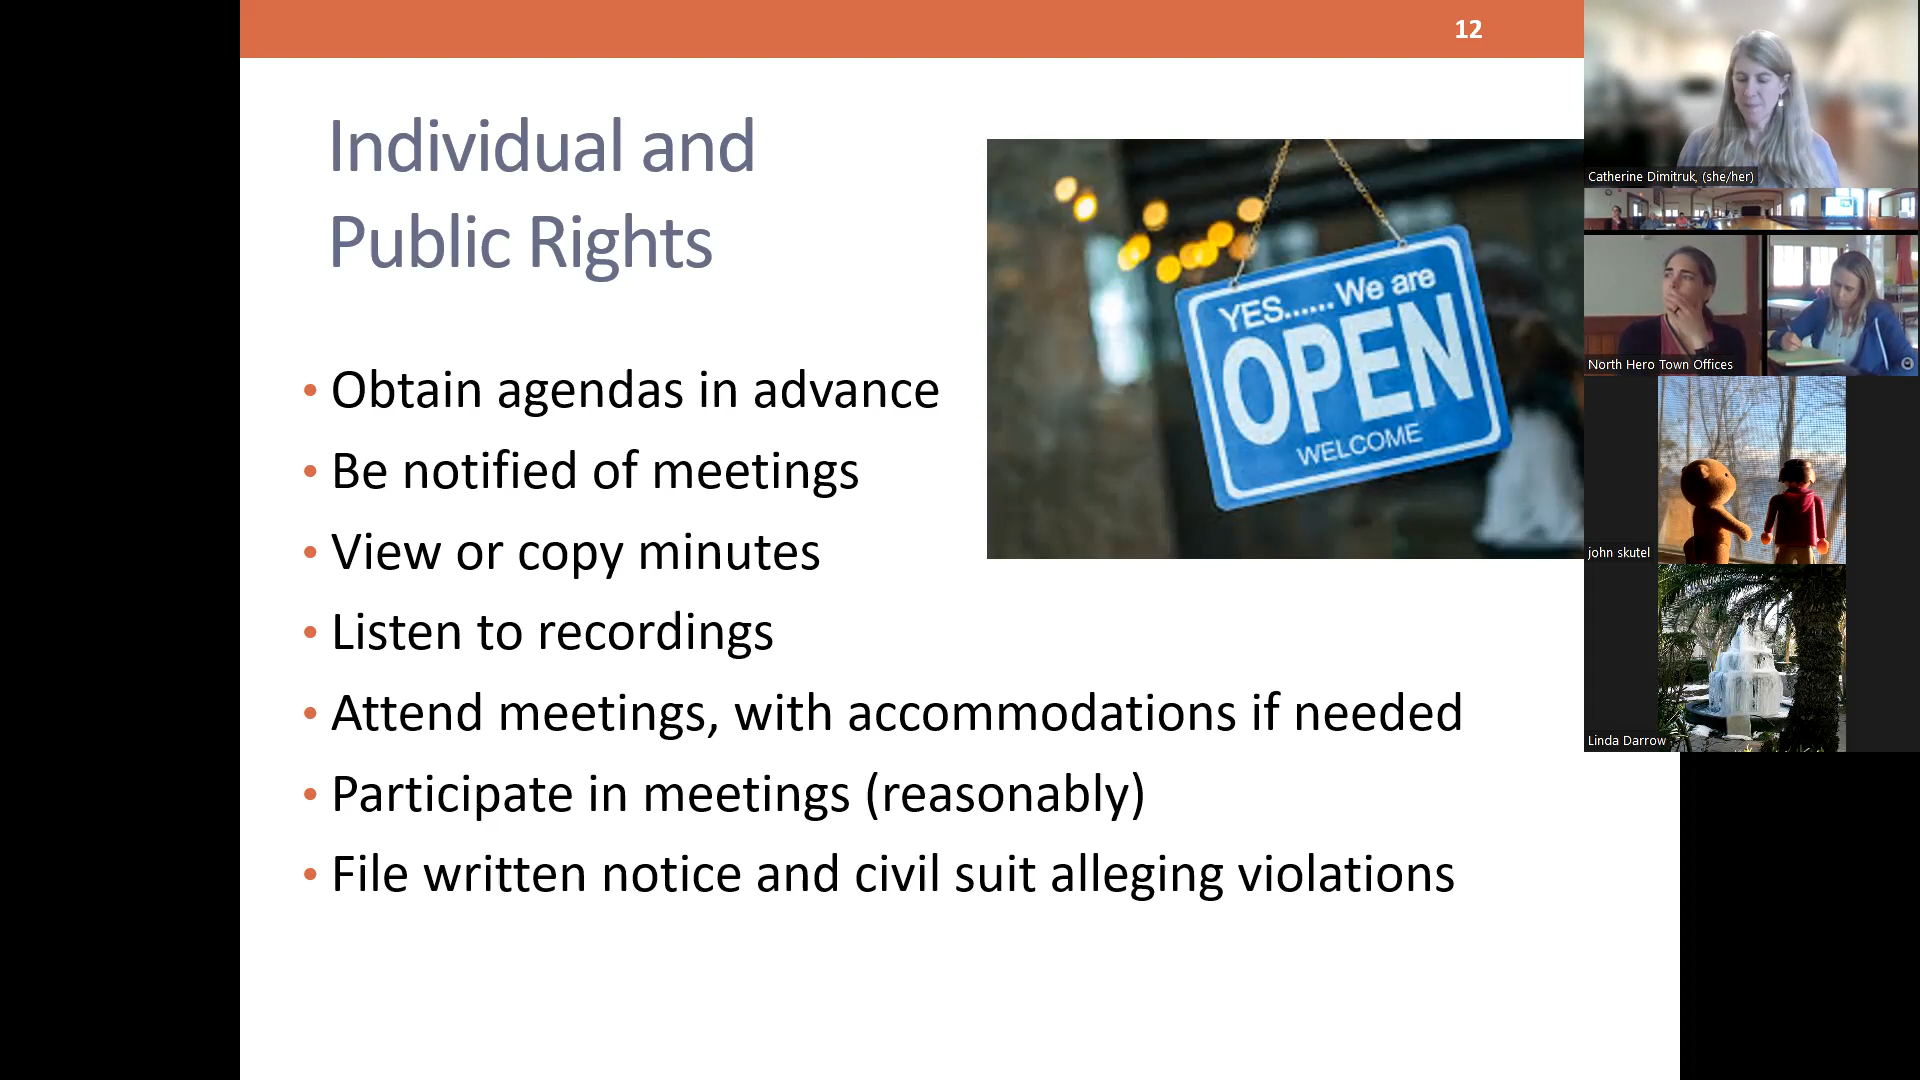 12
Individual and
Public Rights
• Obtain agendas in advance
• Be notified of meetings
• View or copy minutes
• Listen to recordings
• Attend meetings, with accommodations if needed
• Participate in meetings (reasonably)
• File written notice and civil suit alleging violations
YES......We are
OPEN
WELCOME
Catherine Dimitruk, (she/her)
North Hero Town Offices
john skutel
Linda Darrow